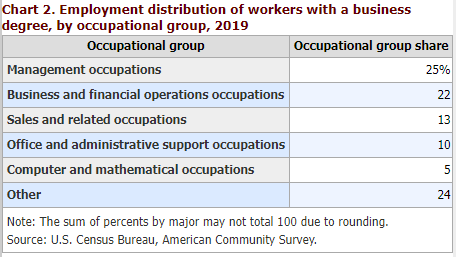 Chart 2. Employment distribution of workers with a business
degree, by occupational group, 2019
Occupational group Occupational group share
Management occupations 25%
Business and financial operations occupations 22
Sales and related occupations 13
Office and administrative support occupations 10
Computer and mathematical occupations 5
Other 24
Note: The sum of percents by major may not total 100 due to rounding.
Source: U.S. Census Bureau, American Community Survey.